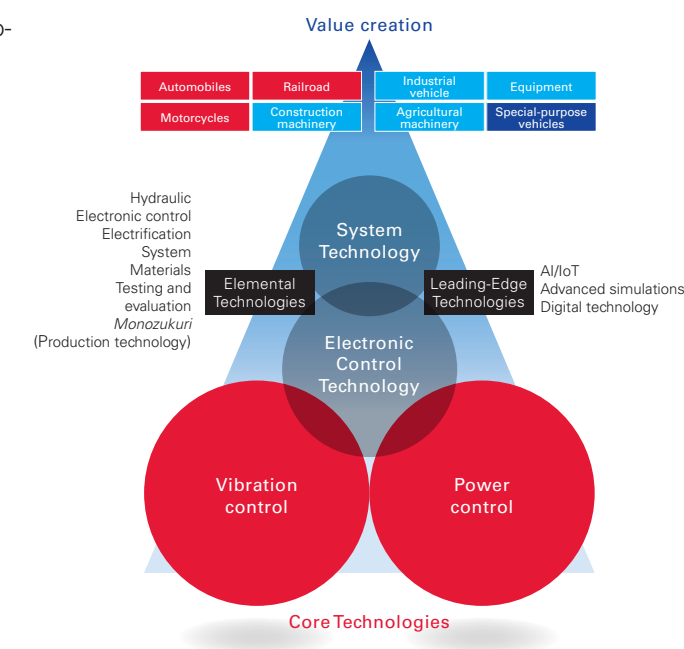 Value creation
Automobiles
Railroad
Industrial
vehicle
Equipment
Motorcycles
Construction
machinery
Agricultural
machinery
Special-purpose
vehicles
Hydraulic
Electronic control
Electrification
System
Materials
Testing and
evaluation
Monozukuri
(Production technology)
Elemental
Technologies
System
Technology
Leading-Edge
Technologies
AI/IoT
Advanced simulations
Digital technology
Electronic
Control
Technology
Vibration
control
Power
control
Core Technologies